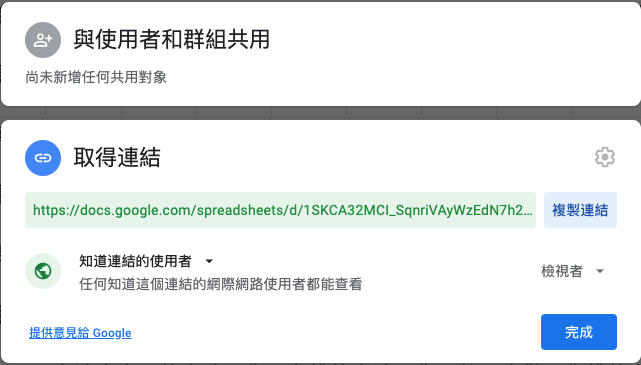 與使用者和群組共用
尚未新增任何共用對象
取得連結
https://docs.google.com/spreadsheets/d/1SKCA32MCI_SqnriVAyWzEdN7h2...
複製連結
知道連結的使用者
任何知道這個連結的網際網路使用者都能查看
檢視者
提供意見給 Google
完成